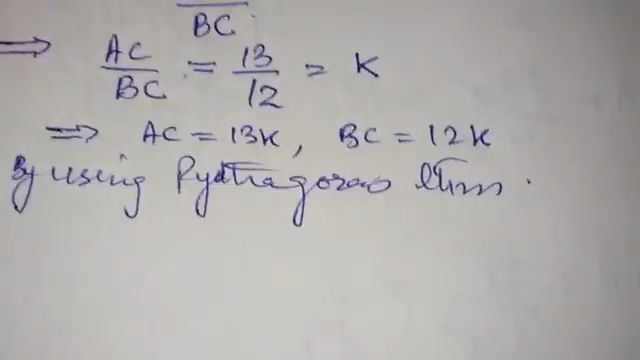 BC
⇒ AC/BC = 13/12 = K
⇒ AC = 13K, BC = 12K
By using Pythagoras thm.